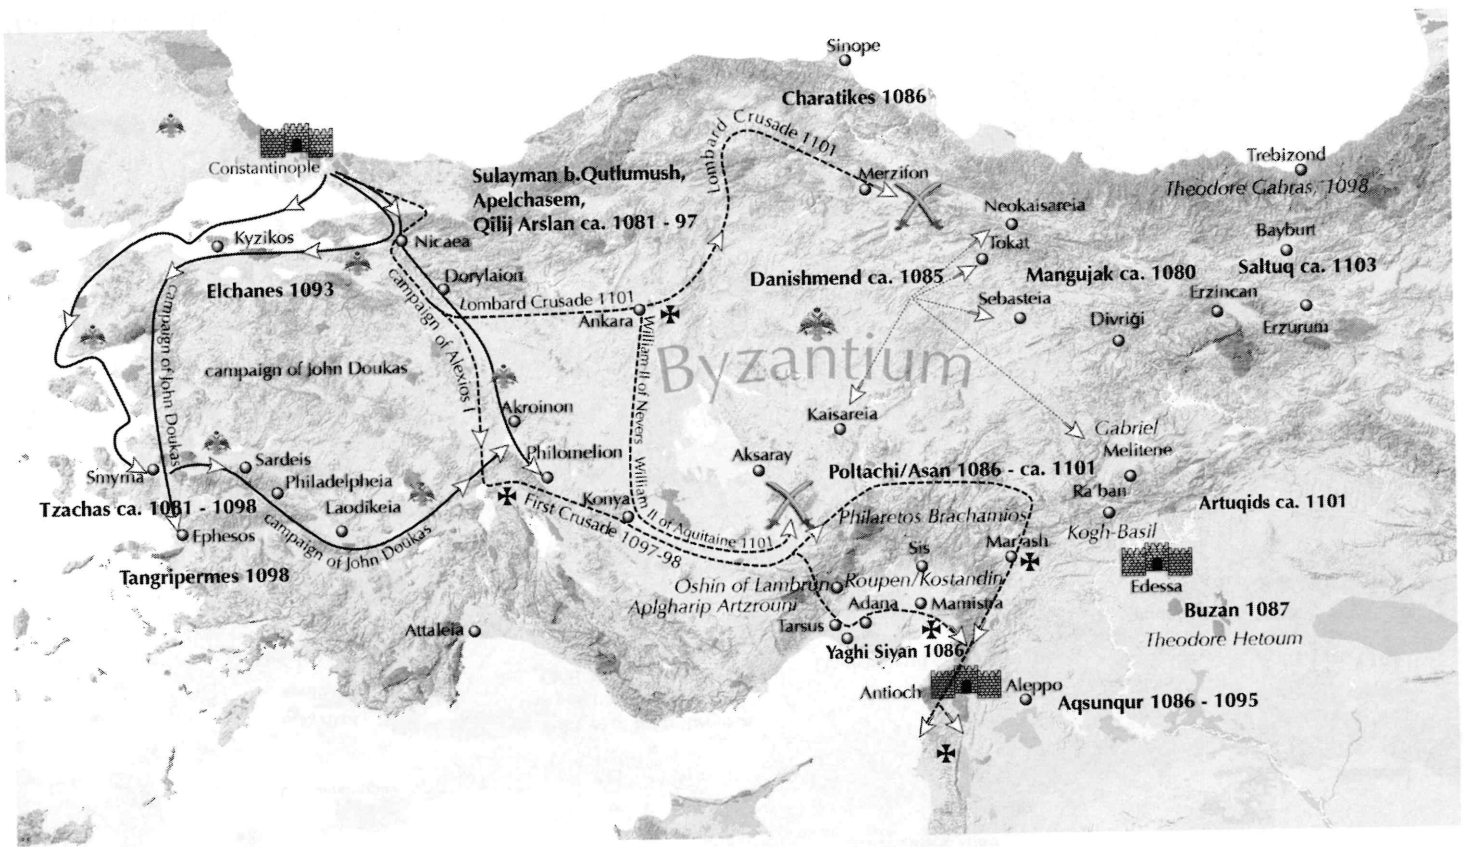 Sinope
Charatikes 1086
Lombard Crusade 1101
Constantinople
Sulayman b.Qutlumush,
Apelchasem,
Qilij Arslan ca. 1081 - 97
Merzifon
Trebizond
Theodore Gabras, 1098
Neokaisareia
Tokat
Bayburt
Saltuq ca. 1103
Kyzikos
Nicaea
Elchanes 1093
Dorylaion
Lombard Crusade 1101
Ankara
Danishmend ca. 1085
Mangujak ca. 1080
Sebasteia
Erzincan
Divriği
Erzurum
campaign of Alexios I
campaign of John Doukas
campaign of John Doukas
Byzantium
William II of Nevers
William II of Aquitaine 1101
Akroinon
Kaisareia
Gabriel
Melitene
Smyrna
Sardeis
Philadelpheia
Laodikeia
Philomelion
Aksaray
Poltachi/Asan 1086 - ca. 1101
Ra'ban
Artuqids ca. 1101
Tzachas ca. 1081 - 1098
Ephesos
campaign of John Doukas
Konya
First Crusade 1097-98
Philaretos Brachamios
Kogh-Basil
Tangripermes 1098
Sis
Mar'ash
Oshin of Lambrun
Roupen/Kostandin
Edessa
Aplgharip Artzrouni
Adana
Mamistra
Buzan 1087
Theodore Hetoum
Attaleia
Tarsus
Yaghi Siyan 1086
Antioch
Aleppo
Aqsunqur 1086 - 1095